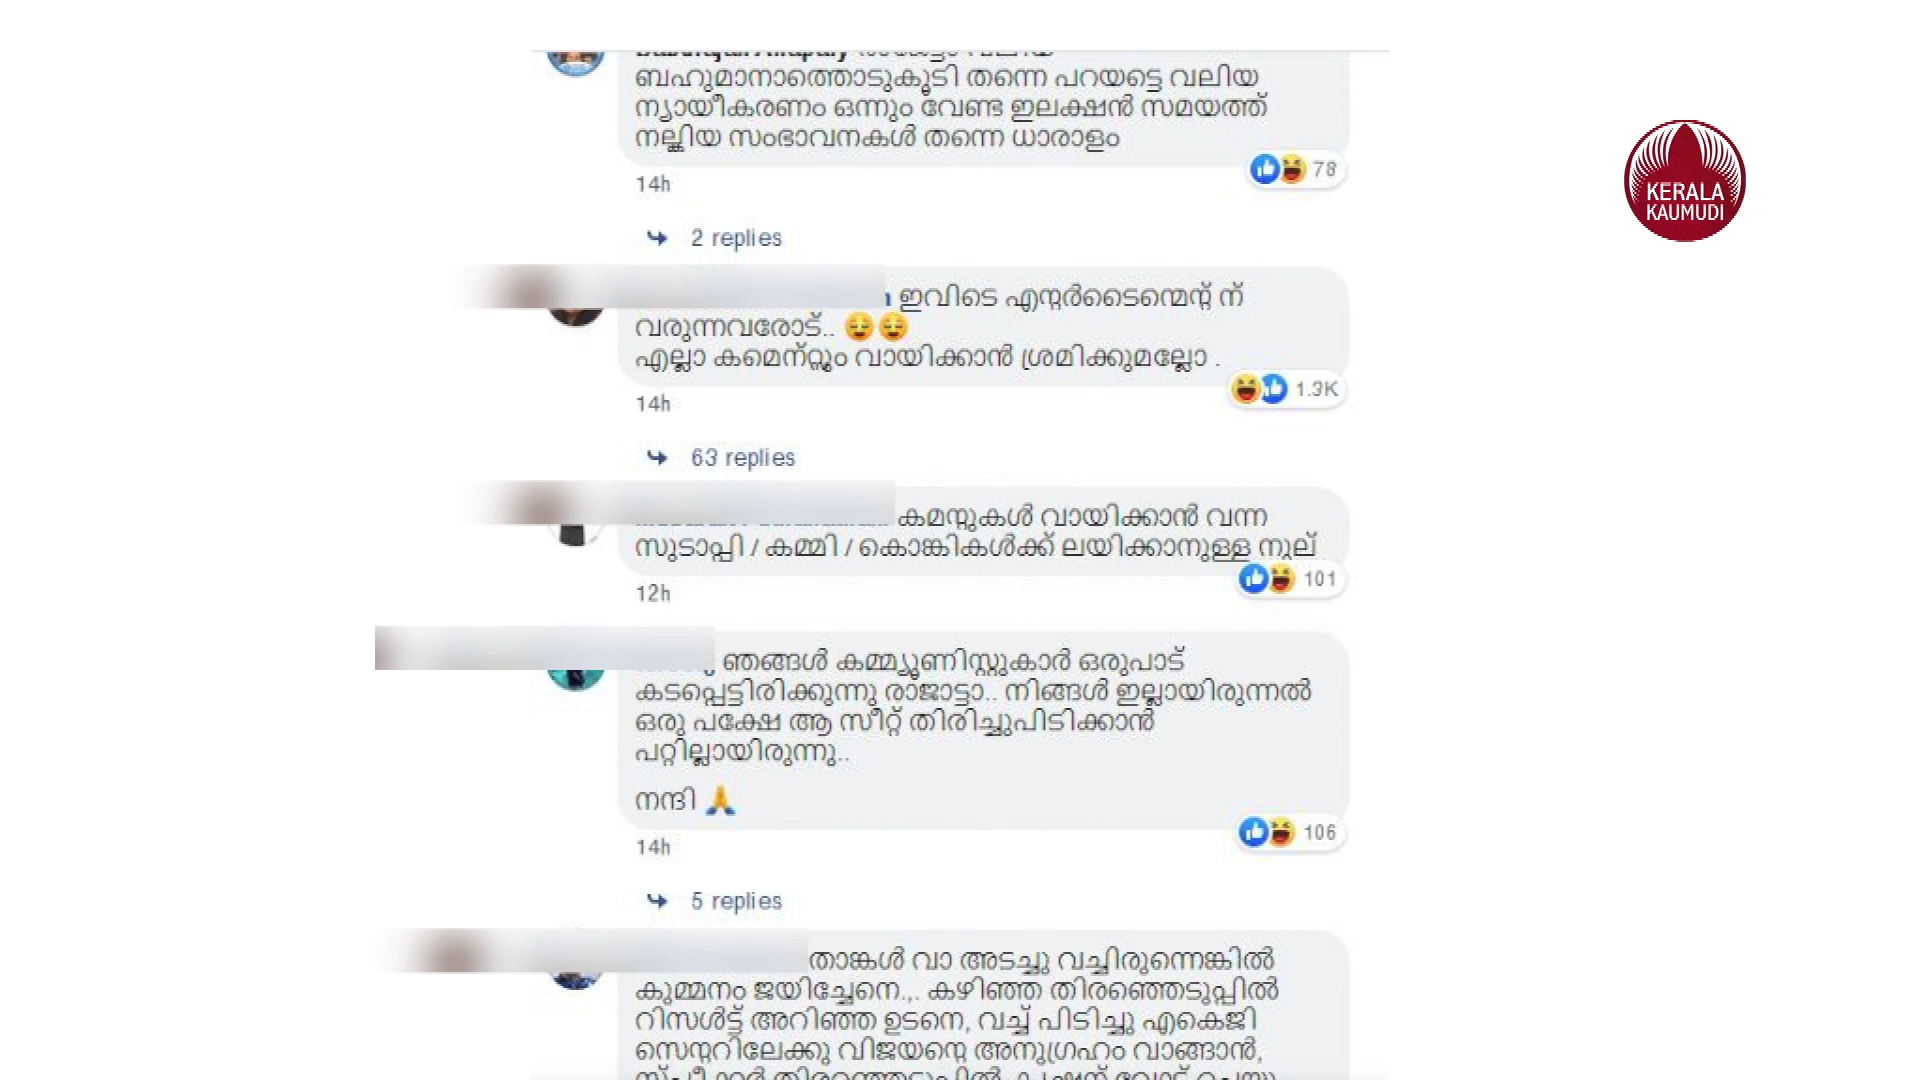 ബഹുമാനാത്തൊടുകൂടി തന്നെ പറയട്ടെ വലിയ
ന്യായീകരണം ഒന്നും വേണ്ട ഇലക്ഷൻ സമയത്ത്
നല്കിയ സംഭാവനകൾ തന്നെ ധാരാളം
78
14h
2 replies
KERALA
KAUMUDI
ഇവിടെ എന്റർടൈന്മെന്റ് ന്
വരുന്നവരോട്.. 😌😌
എല്ലാ കമെന്റ്സും വായിക്കാൻ ശ്രമിക്കുമല്ലോ .
1.3K
14h
63 replies
കമന്റുകൾ വായിക്കാൻ വന്ന
സുടാപ്പി / കമ്മി / കൊങ്കികൾക്ക് ലയിക്കാനുള്ള നൂല്
101
12h
ഞങ്ങൾ കമ്മ്യൂണിസ്റ്റുകാർ ഒരുപാട്
കടപ്പെട്ടിരിക്കുന്നു രാജാട്ടാ.. നിങ്ങൾ ഇല്ലായിരുന്നൽ
ഒരു പക്ഷേ ആ സീറ്റ് തിരിച്ചുപിടിക്കാൻ
പറ്റില്ലായിരുന്നു..
നന്ദി 🙏
106
14h
5 replies
താങ്കൾ വാ അടച്ചു വച്ചിരുന്നെങ്കിൽ
കുമ്മനം ജയിച്ചേനെ.,. കഴിഞ്ഞ തിരഞ്ഞെടുപ്പിൽ
റിസൾട്ട് അറിഞ്ഞ ഉടനെ, വച്ച് പിടിച്ചു എകെജി
സെന്ററിലേക്കു വിജയന്റെ അനുഗ്രഹം വാങ്ങാൻ,